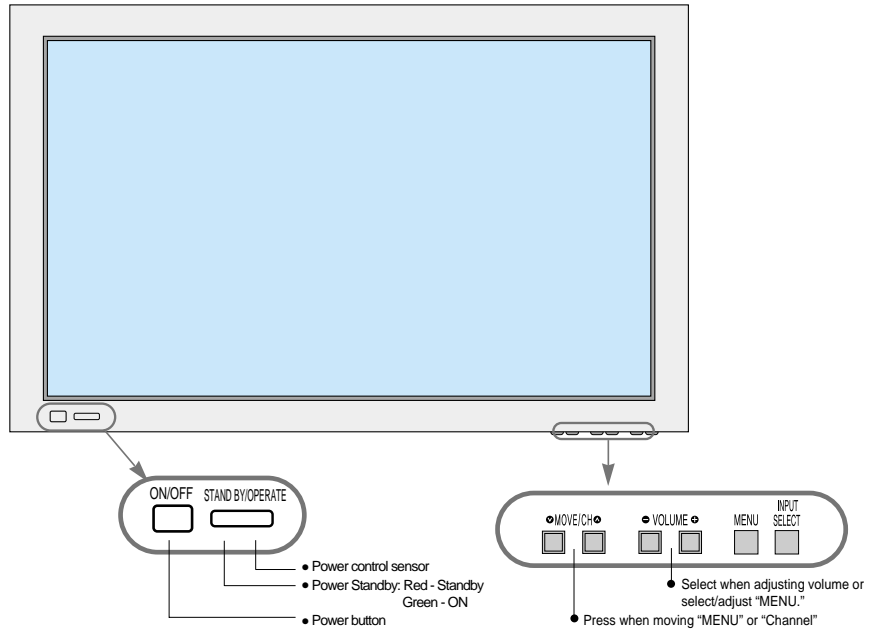 ON/OFF STAND BY/OPERATE
● Power control sensor
● Power Standby: Red - Standby
Green - ON
● Power button
MOVE/CH
VOLUME
MENU
INPUT
SELECT
● Select when adjusting volume or
select/adjust “MENU.”
● Press when moving “MENU” or “Channel”